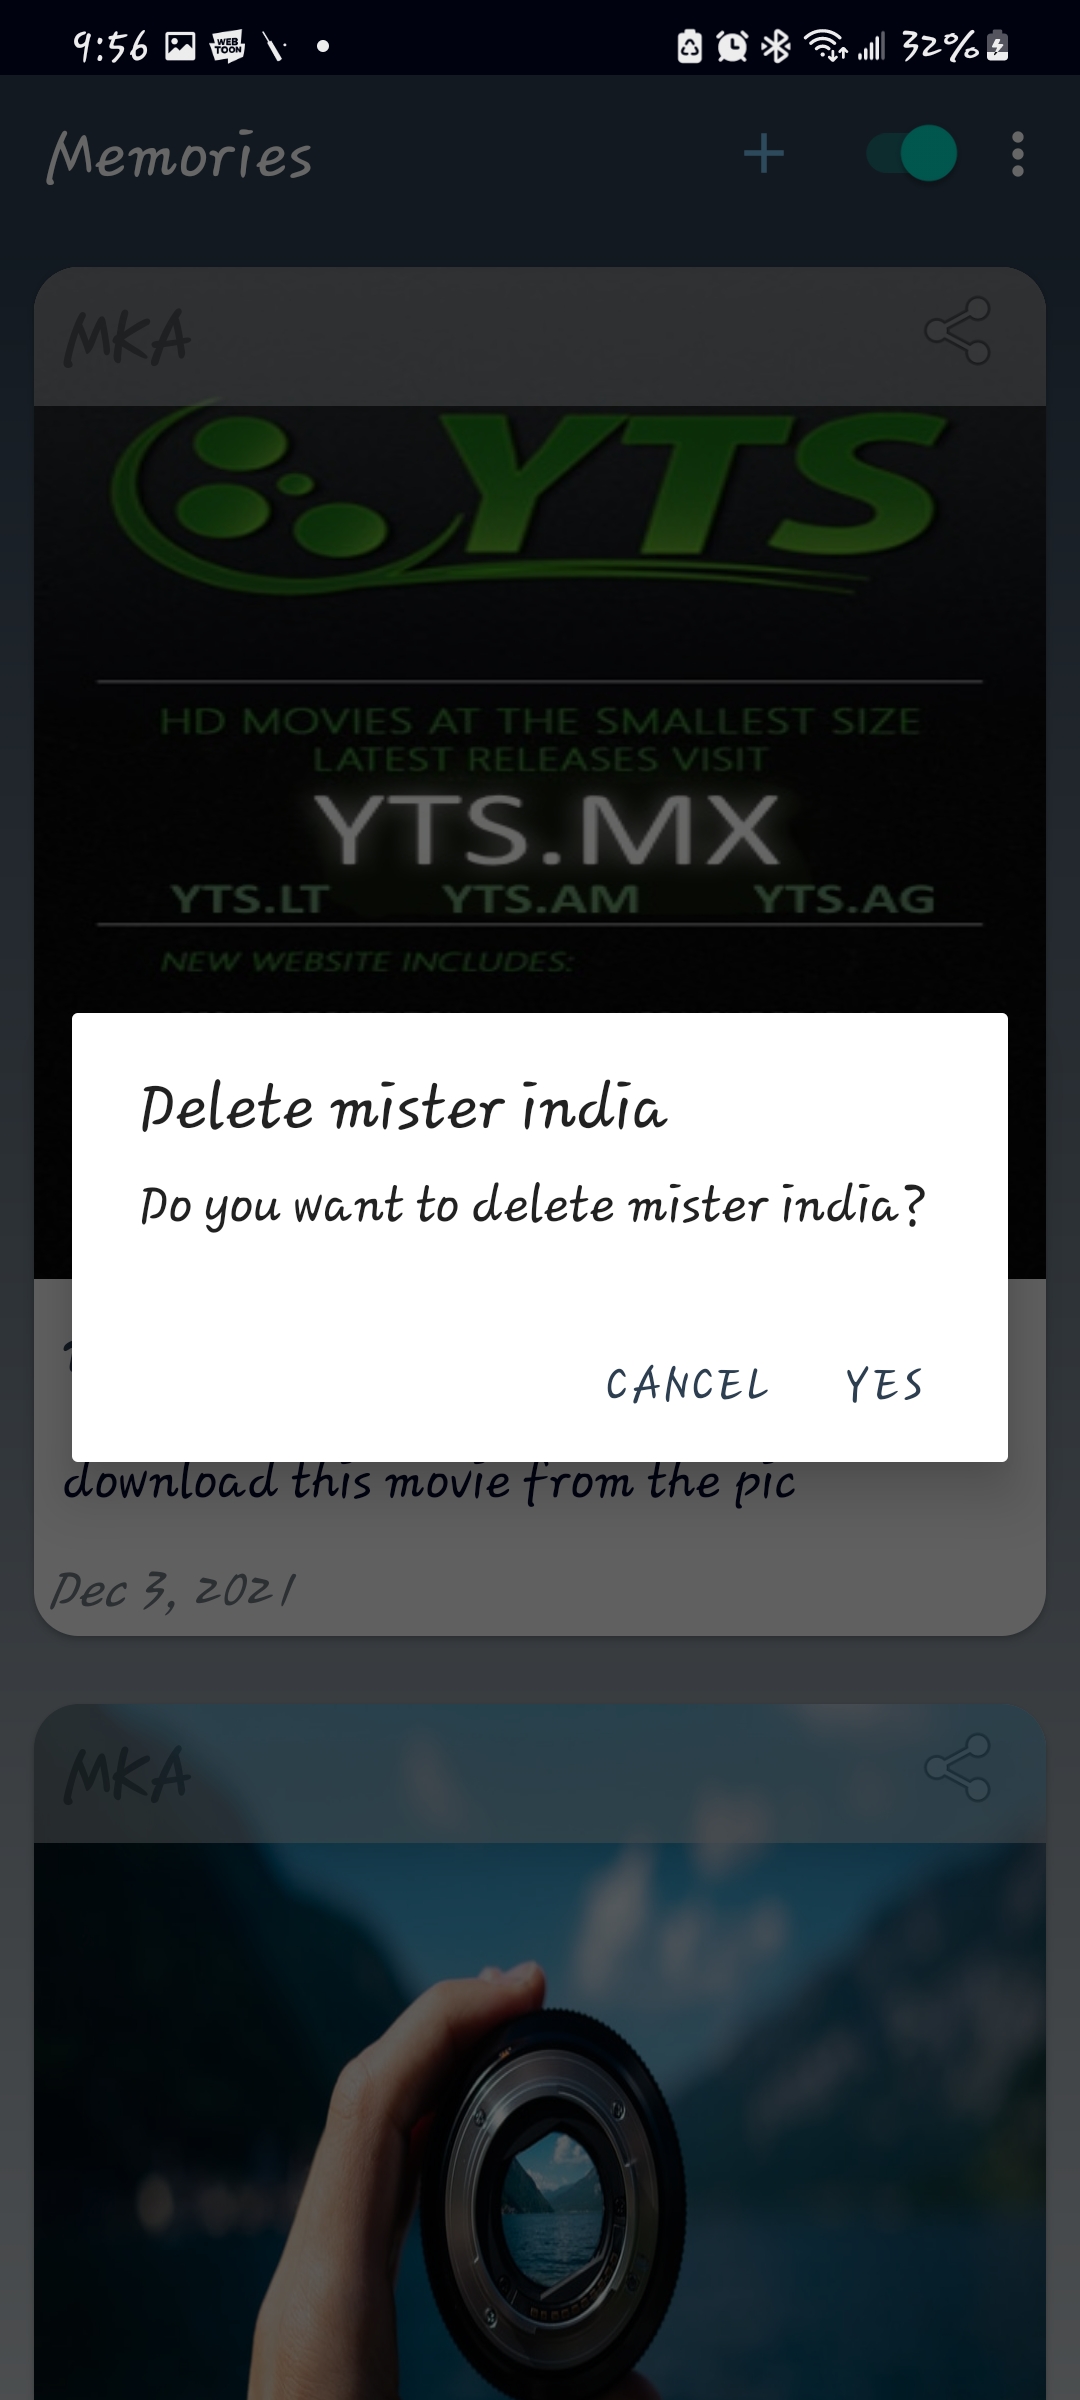 9:56 WEB TOON 32%
Memories
MKA
YTS
HD MOVIES AT THE SMALLEST SIZE
LATEST RELEASES VISIT
YTS.MX
YTS.LT YTS.AM YTS.AG
NEW WEBSITE INCLUDES:
Delete mister india
Do you want to delete mister india?
CANCEL YES
download this movie from the pic
Dec 3, 2021
MKA